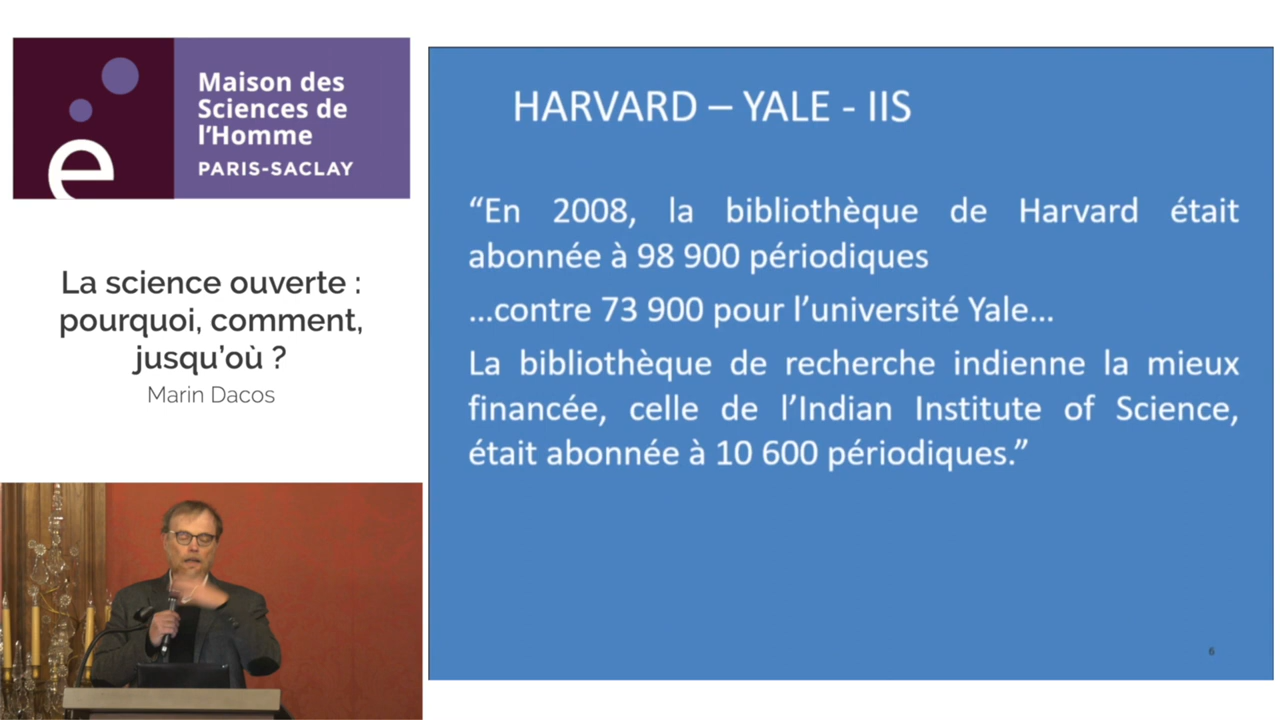 Maison des
Sciences de
l'Homme
PARIS-SACLAY
La science ouverte :
pourquoi, comment,
jusqu'où ?
Marin Dacos
HARVARD – YALE - IIS
“En 2008, la bibliothèque de Harvard était
abonnée à 98 900 périodiques
...contre 73 900 pour l’université Yale...
La bibliothèque de recherche indienne la mieux
financée, celle de l’Indian Institute of Science,
était abonnée à 10 600 périodiques.”
6